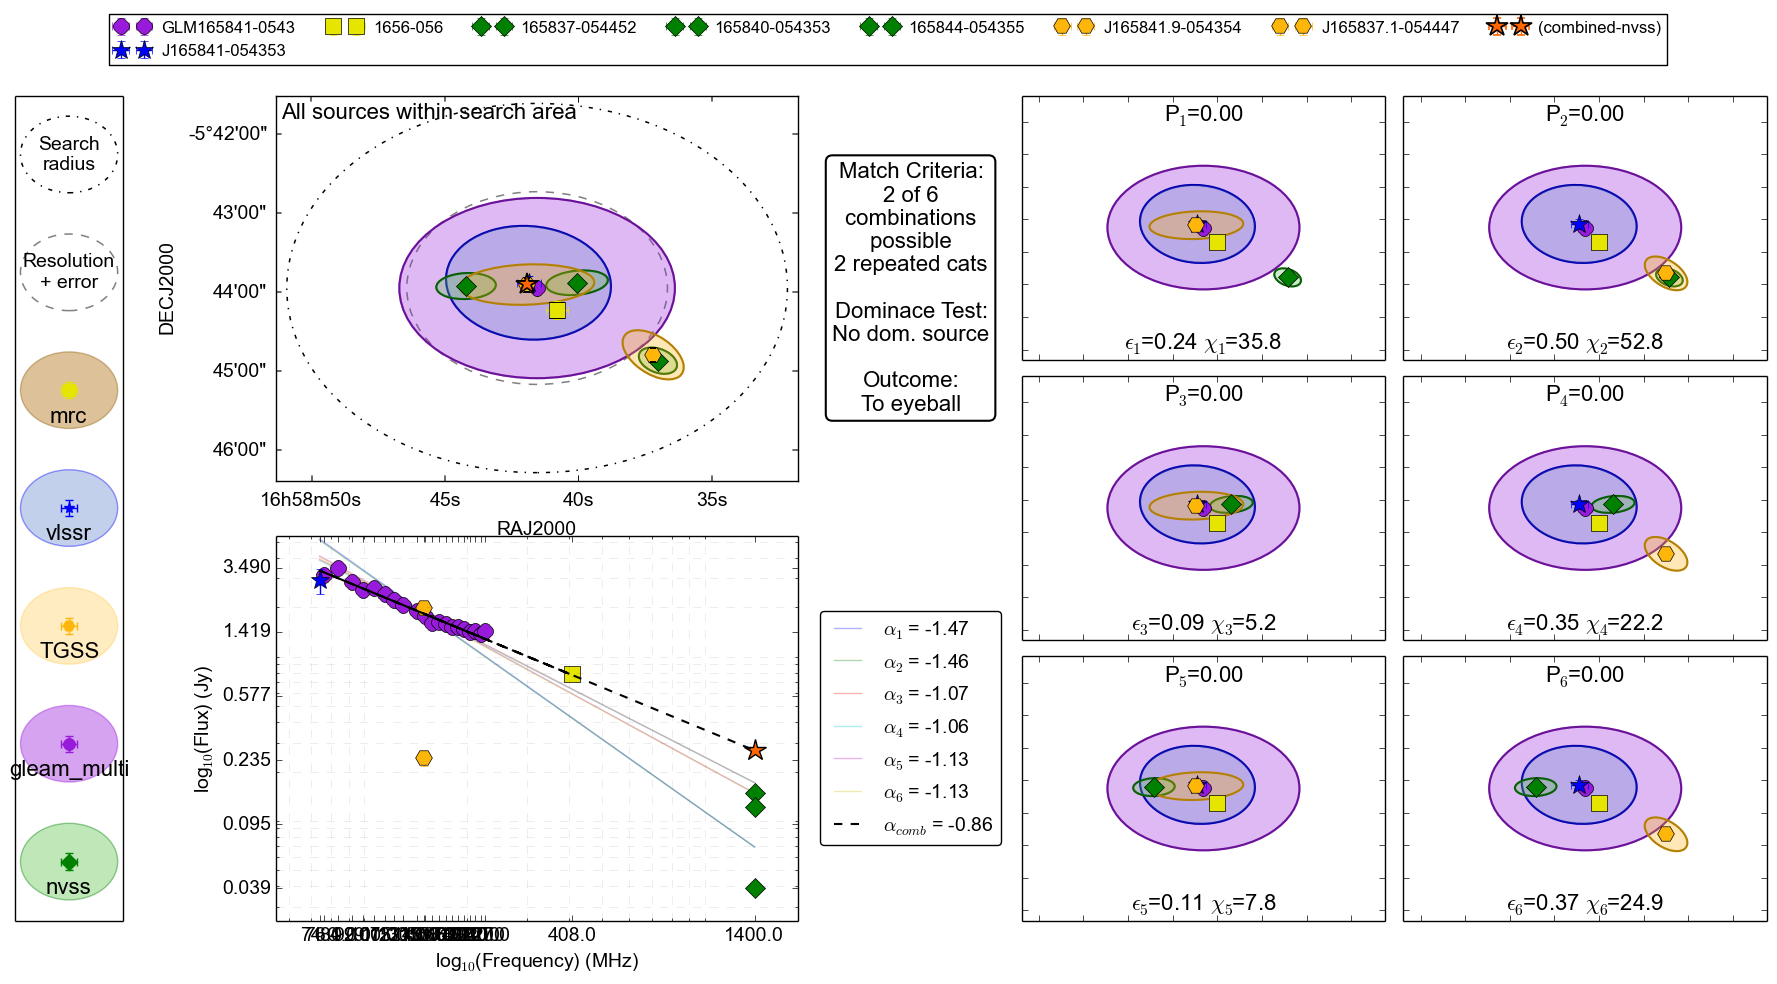 GLM165841-0543 1656-056 165837-054452 165840-054353 165844-054355 J165841.9-054354 J165837.1-054447 (combined-nvss)
J165841-054353
Search
radius
Resolution
+ error
mrc
vlssr
TGSS
gleam_multi
nvss
All sources within search area
DECJ2000
-5°42'00"
43'00"
44'00"
45'00"
46'00"
16h58m50s 45s 40s 35s
RAJ2000
log10(Flux) (Jy)
3.490
1.419
0.577
0.235
0.095
0.039
408.0 1400.0
log10(Frequency) (MHz)
Match Criteria:
2 of 6
combinations
possible
2 repeated cats
Dominace Test:
No dom. source
Outcome:
To eyeball
α1 = -1.47
α2 = -1.46
α3 = -1.07
α4 = -1.06
α5 = -1.13
α6 = -1.13
αcomb = -0.86
P1=0.00
ϵ1=0.24 χ1=35.8
P2=0.00
ϵ2=0.50 χ2=52.8
P3=0.00
ϵ3=0.09 χ3=5.2
P4=0.00
ϵ4=0.35 χ4=22.2
P5=0.00
ϵ5=0.11 χ5=7.8
P6=0.00
ϵ6=0.37 χ6=24.9